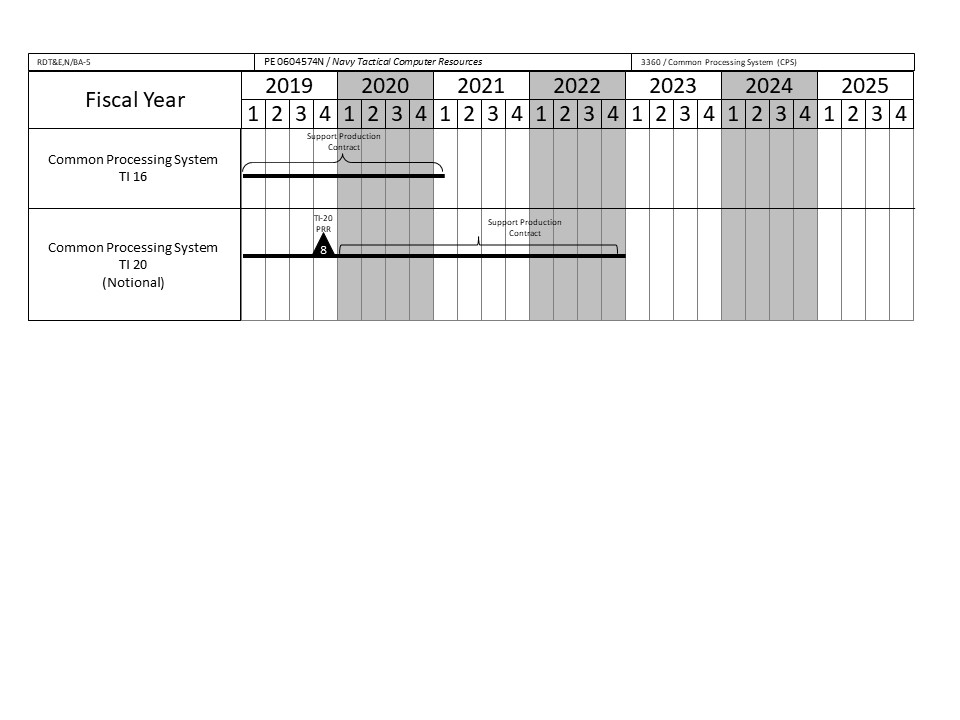 RDT&E,N/BA-5 PE 0604574N / Navy Tactical Computer Resources 3360 / Common Processing System (CPS)
Fiscal Year 2019 2020 2021 2022 2023 2024 2025
1 2 3 4 1 2 3 4 1 2 3 4 1 2 3 4 1 2 3 4 1 2 3 4 1 2 3 4
Support Production
Contract
Common Processing System
TI 16
TI-20
PRR
8
Support Production
Contract
Common Processing System
TI 20
(Notional)